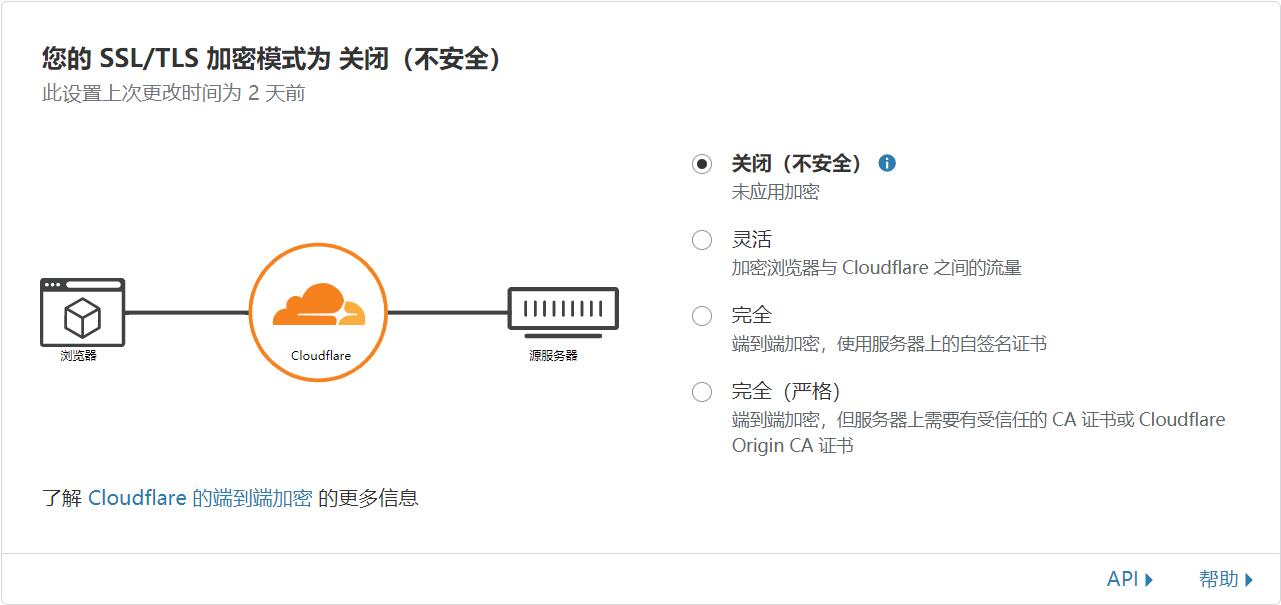 您的 SSL/TLS 加密模式为 关闭（不安全）
此设置上次更改时间为 2 天前
关闭（不安全）
未应用加密
灵活
加密浏览器与 Cloudflare 之间的流量
完全
端到端加密，使用服务器上的自签名证书
完全（严格）
端到端加密，但服务器上需要有受信任的 CA 证书或 Cloudflare
Origin CA 证书
浏览器
Cloudflare
源服务器
了解 Cloudflare 的端到端加密 的更多信息
API
帮助